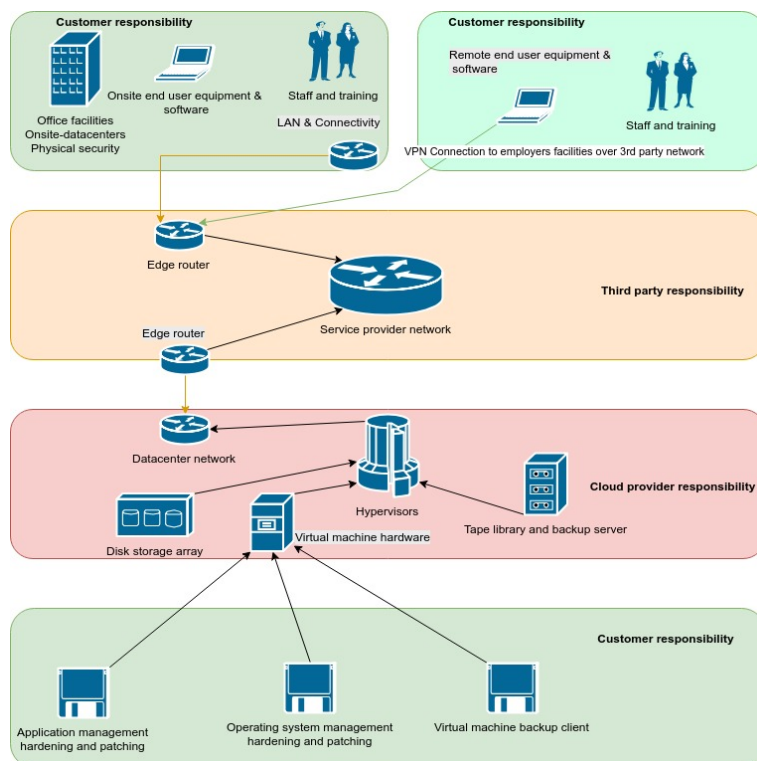 Customer responsibility
Office facilities
Onsite-datacenters
Physical security
Onsite end user equipment &
software
Staff and training
LAN & Connectivity
Customer responsibility
Remote end user equipment &
software
Staff and training
VPN Connection to employers facilities over 3rd party network
Edge router
Service provider network
Third party responsibility
Edge router
Datacenter network
Hypervisors
Cloud provider responsibility
Disk storage array
Virtual machine hardware
Tape library and backup server
Customer responsibility
Application management
hardening and patching
Operating system management
hardening and patching
Virtual machine backup client